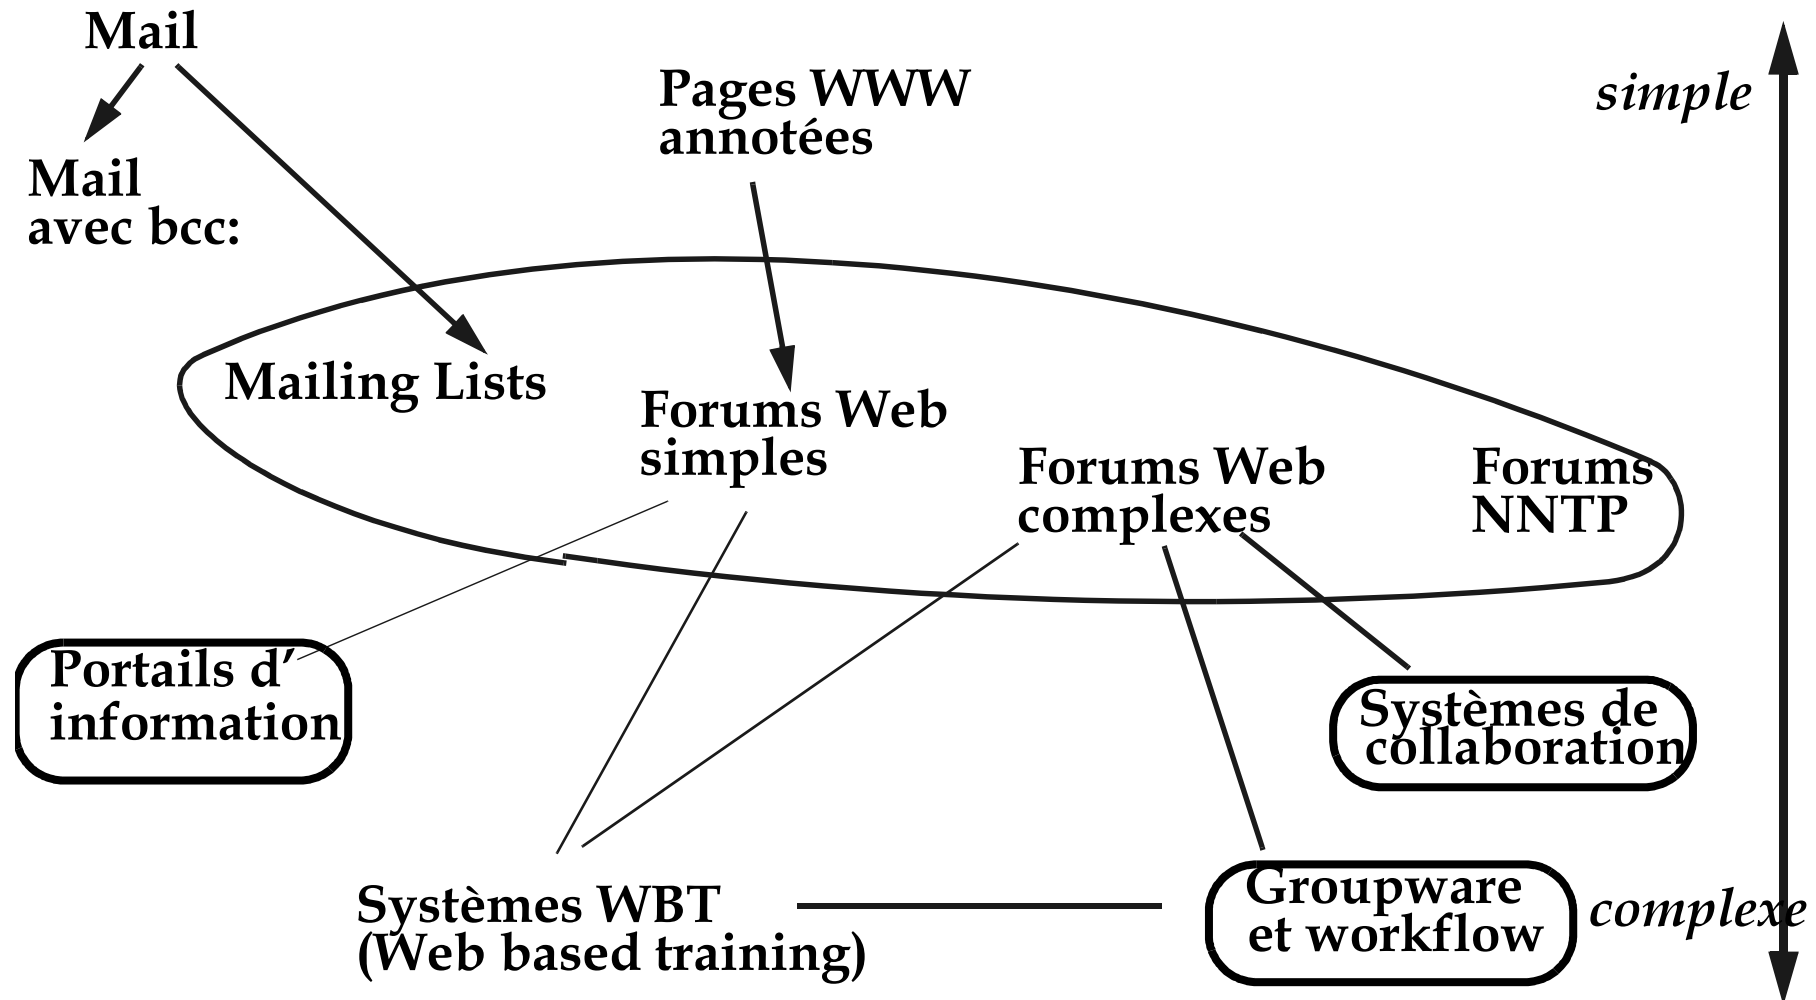 Mail
Pages WWW
annotées
simple
Mail
avec bcc:
Mailing Lists
Forums Web
simples
Forums Web
complexes
Forums
NNTP
Portails d’
information
Systèmes de
collaboration
Systèmes WBT
(Web based training)
Groupware
et workflow
complexe